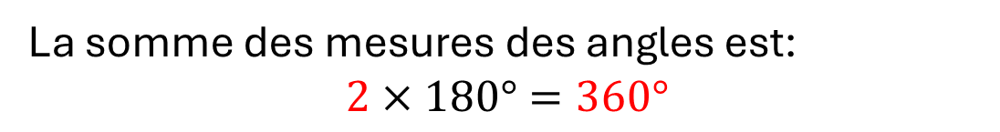 La somme des mesures des angles est:
2 × 180° = 360°